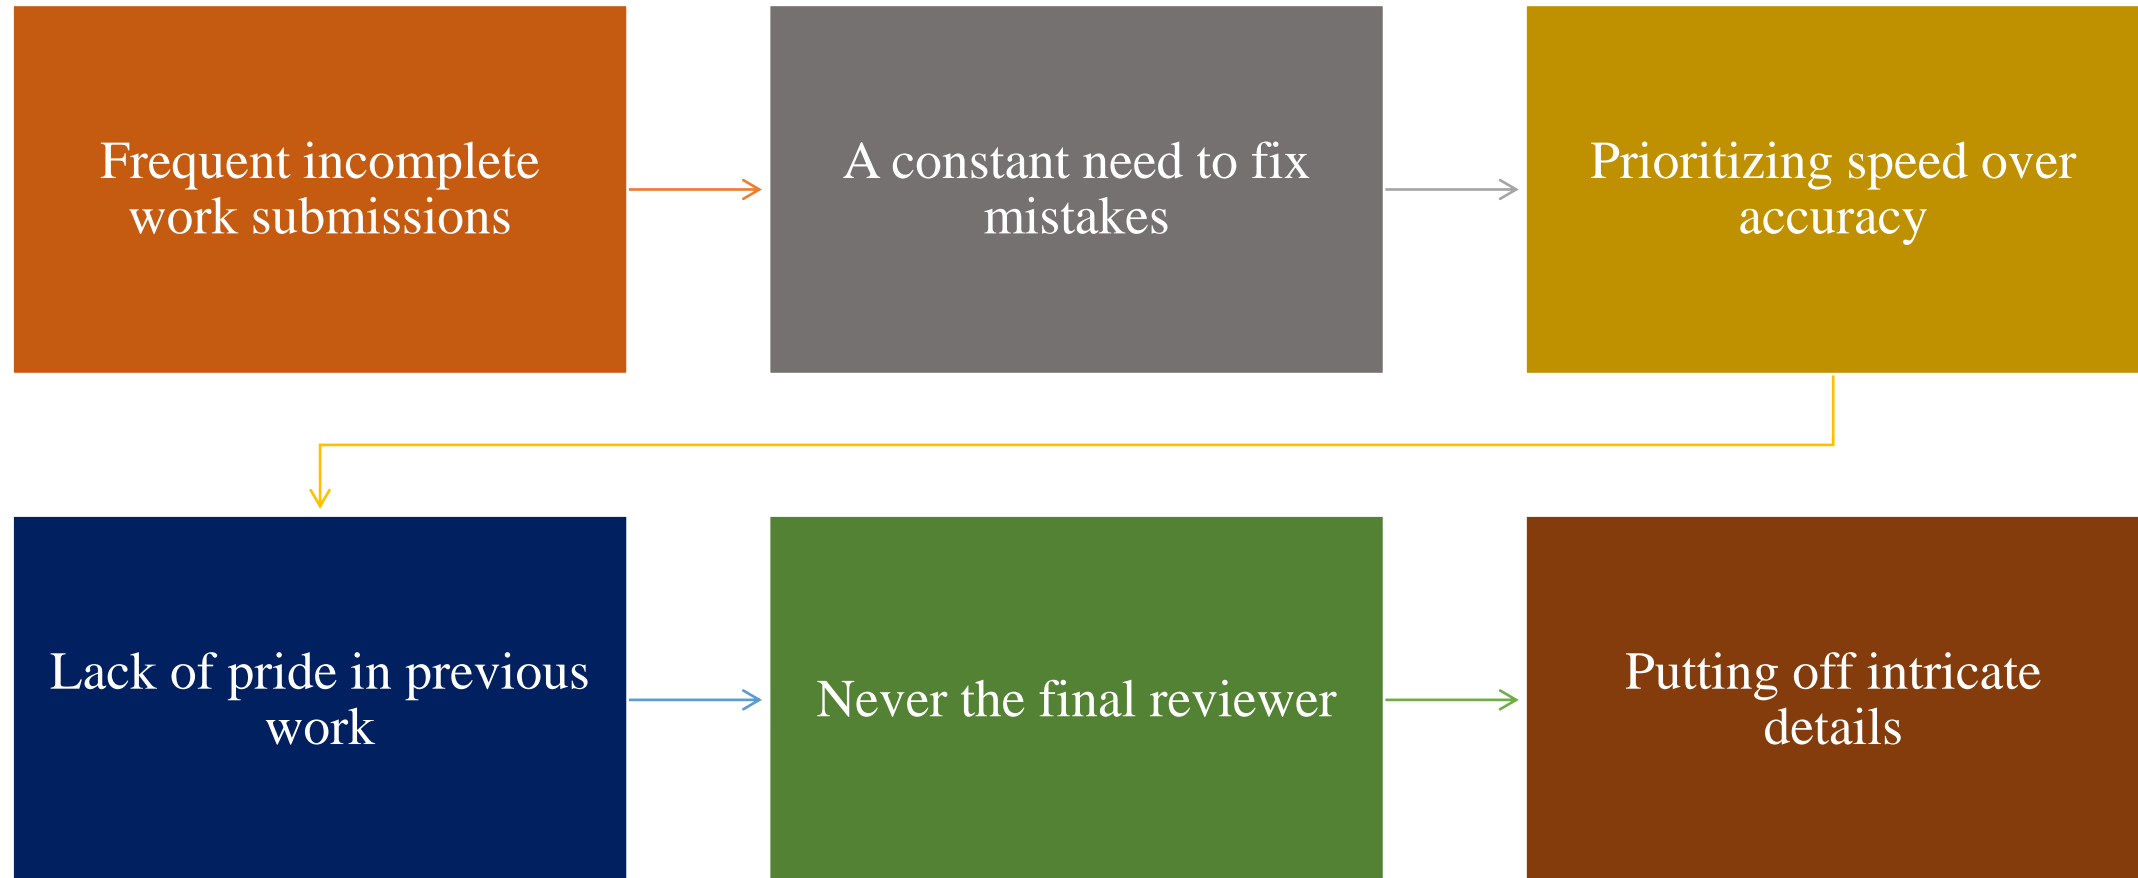 Frequent incomplete
work submissions
A constant need to fix
mistakes
Prioritizing speed over
accuracy
Lack of pride in previous
work
Never the final reviewer
Putting off intricate
details